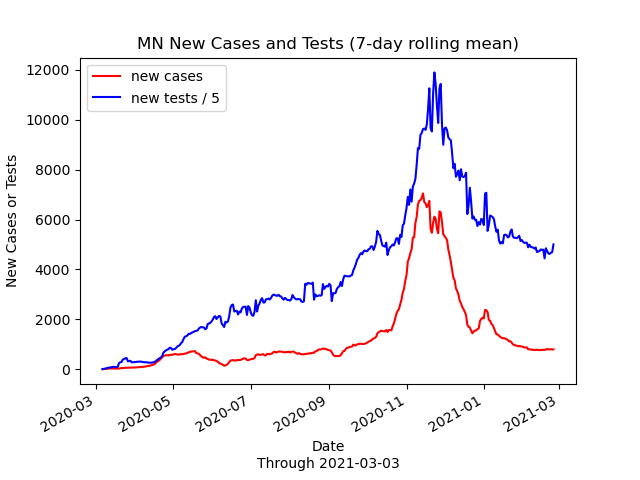 MN New Cases and Tests (7-day rolling mean)
new cases
new tests / 5
New Cases or Tests
12000
10000
8000
6000
4000
2000
0
2020-03
2020-05
2020-07
2020-09
2020-11
2021-01
2021-03
Date
Through 2021-03-03